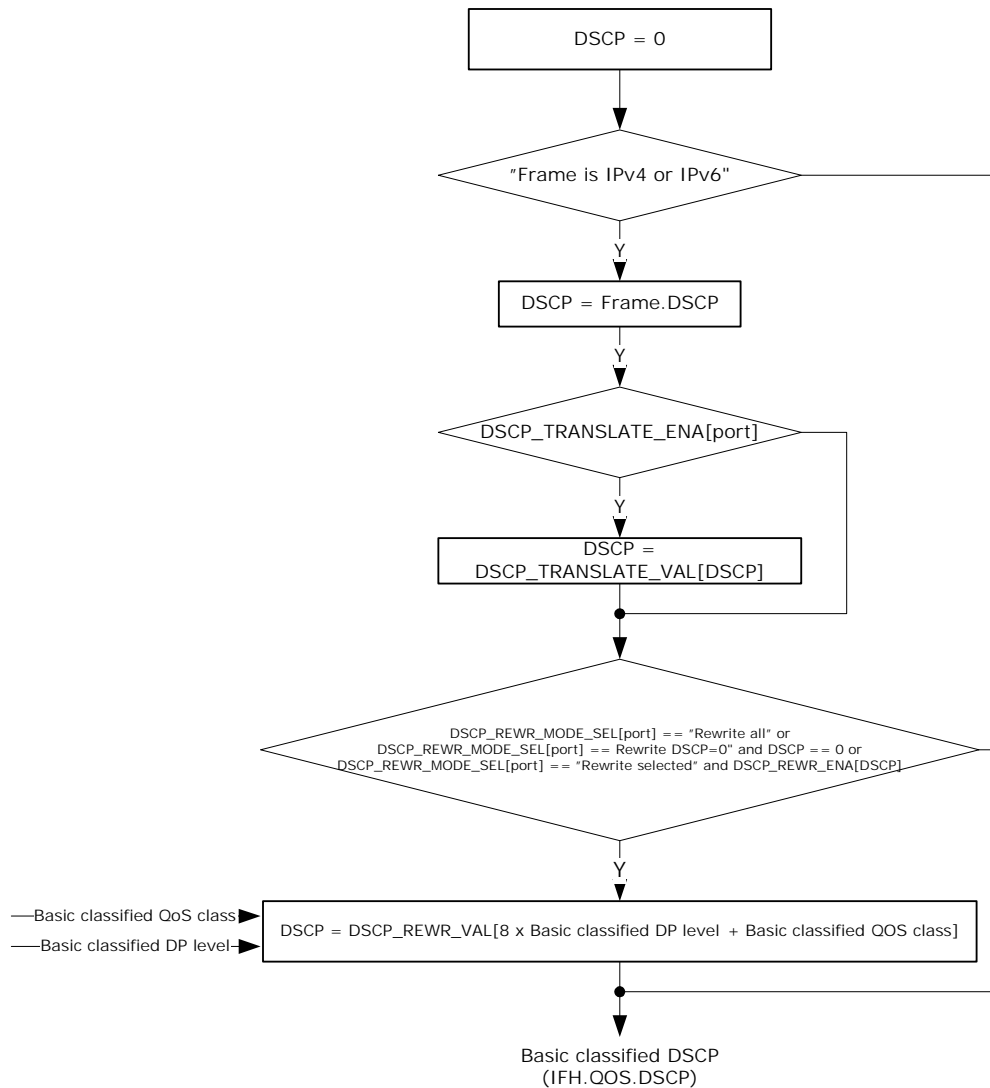 DSCP = 0
"Frame is IPv4 or IPv6"
Y
DSCP = Frame.DSCP
Y
DSCP_TRANSLATE_ENA[port]
Y
DSCP =
DSCP_TRANSLATE_VAL[DSCP]
DSCP_REWR_MODE_SEL[port] == "Rewrite all" or
DSCP_REWR_MODE_SEL[port] == Rewrite DSCP=0" and DSCP == 0 or
DSCP_REWR_MODE_SEL[port] == "Rewrite selected" and DSCP_REWR_ENA[DSCP]
Y
Basic classified QoS class
Basic classified DP level
DSCP = DSCP_REWR_VAL[8 x Basic classified DP level + Basic classified QOS class]
Basic classified DSCP
(IFH.QOS.DSCP)